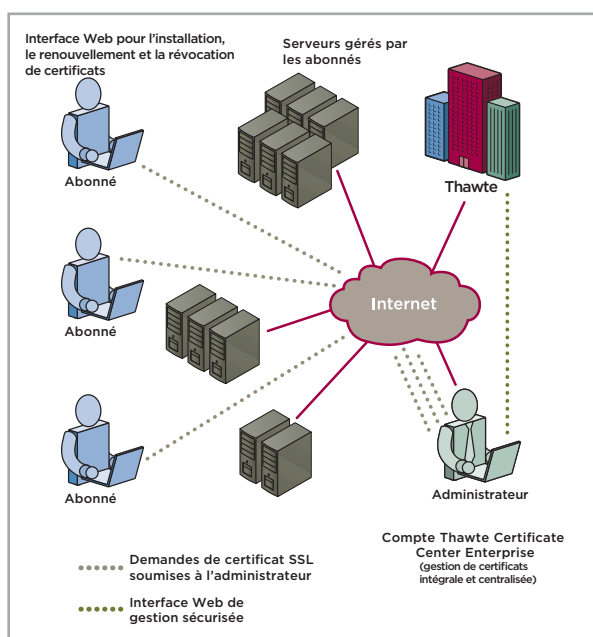 Interface Web pour l'installation,
le renouvellement et la révocation
de certificats
Serveurs gérés par
les abonnés
Abonné
Thawte
Abonné
Internet
Abonné
Administrateur
Compte Thawte Certificate
Center Enterprise
(gestion de certificats
intégrale et centralisée)
Demandes de certificat SSL
soumises à l'administrateur
Interface Web de
gestion sécurisée